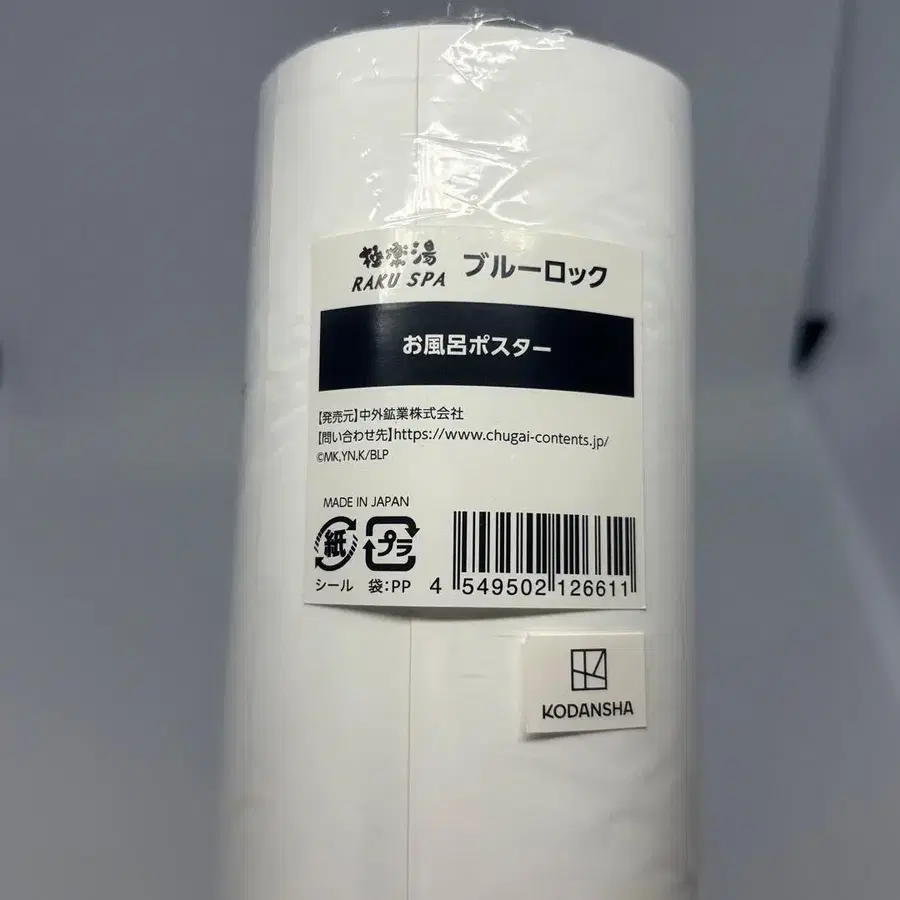 極楽湯 ブルーロック
RAKU SPA
お風呂ポスター
【発売元】中外鉱業株式会社
【問い合わせ先】https://www.chugai-contents.jp/
©MK,YN,K/BLP
MADE IN JAPAN
紙 プラ
シール 袋:PP 4 549502 126611
KODANSHA